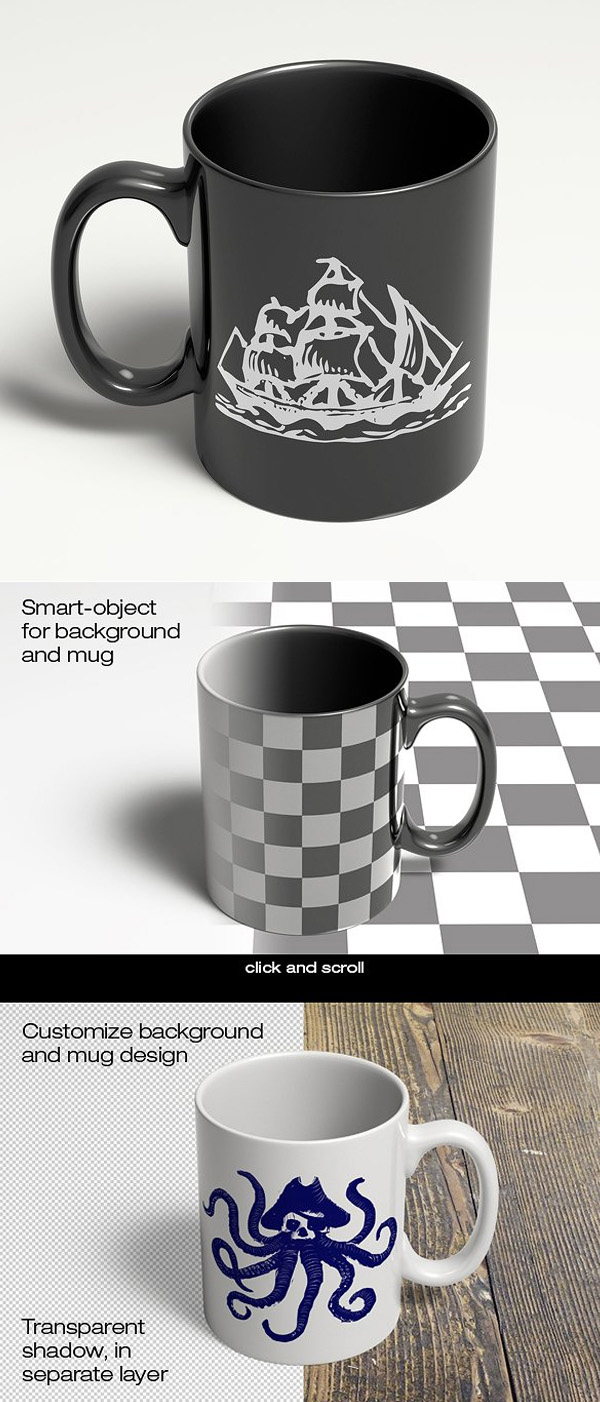 Smart-object
for background
and mug
click and scroll
Customize background
and mug design
Transparent
shadow, in
separate layer